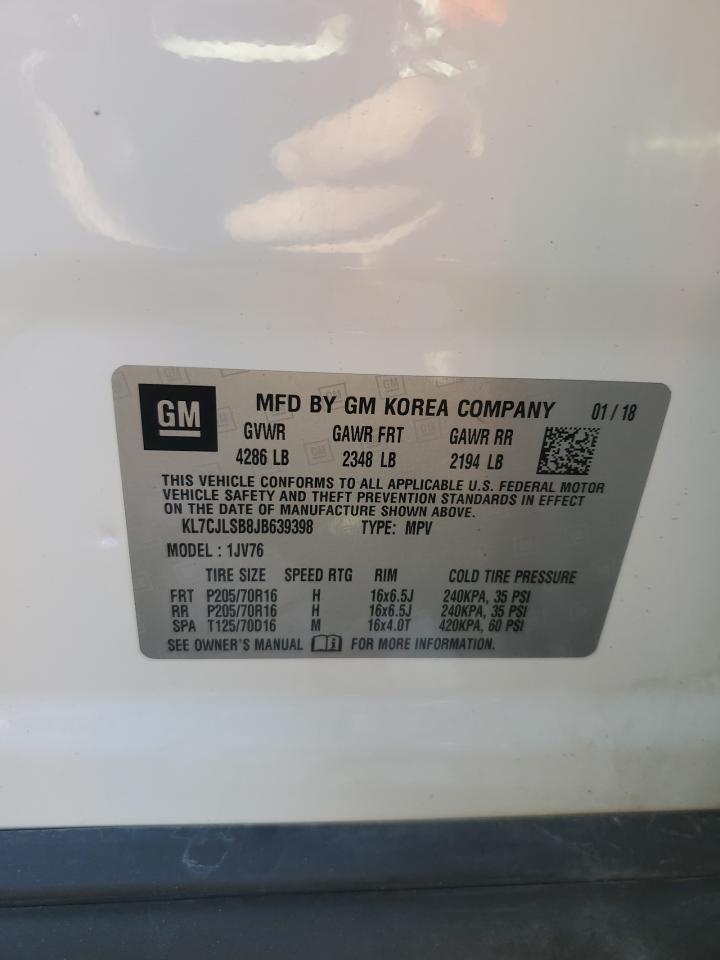 GM MFD BY GM KOREA COMPANY 01 / 18
GVWR GAWR FRT GAWR RR
4286 LB 2348 LB 2194 LB
THIS VEHICLE CONFORMS TO ALL APPLICABLE U.S. FEDERAL MOTOR
VEHICLE SAFETY AND THEFT PREVENTION STANDARDS IN EFFECT
ON THE DATE OF MANUFACTURE SHOWN ABOVE.
KL7CJLSB8JB639398 TYPE: MPV
MODEL : 1JV76
TIRE SIZE SPEED RTG RIM COLD TIRE PRESSURE
FRT P205/70R16 H 16x6.5J 240KPA, 35 PSI
RR P205/70R16 H 16x6.5J 240KPA, 35 PSI
SPA T125/70D16 M 16x4.0T 420KPA, 60 PSI
SEE OWNER'S MANUAL i FOR MORE INFORMATION.